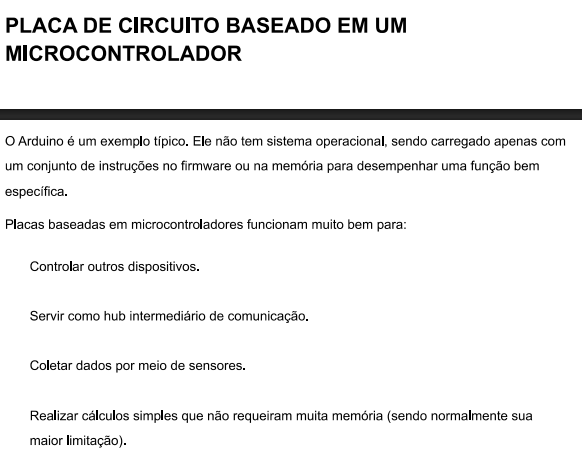 PLACA DE CIRCUITO BASEADO EM UM
MICROCONTROLADOR
O Arduino é um exemplo típico. Ele não tem sistema operacional, sendo carregado apenas com
um conjunto de instruções no firmware ou na memória para desempenhar uma função bem
específica.
Placas baseadas em microcontroladores funcionam muito bem para:
Controlar outros dispositivos.
Servir como hub intermediário de comunicação.
Coletar dados por meio de sensores.
Realizar cálculos simples que não requeiram muita memória (sendo normalmente sua
maior limitação).